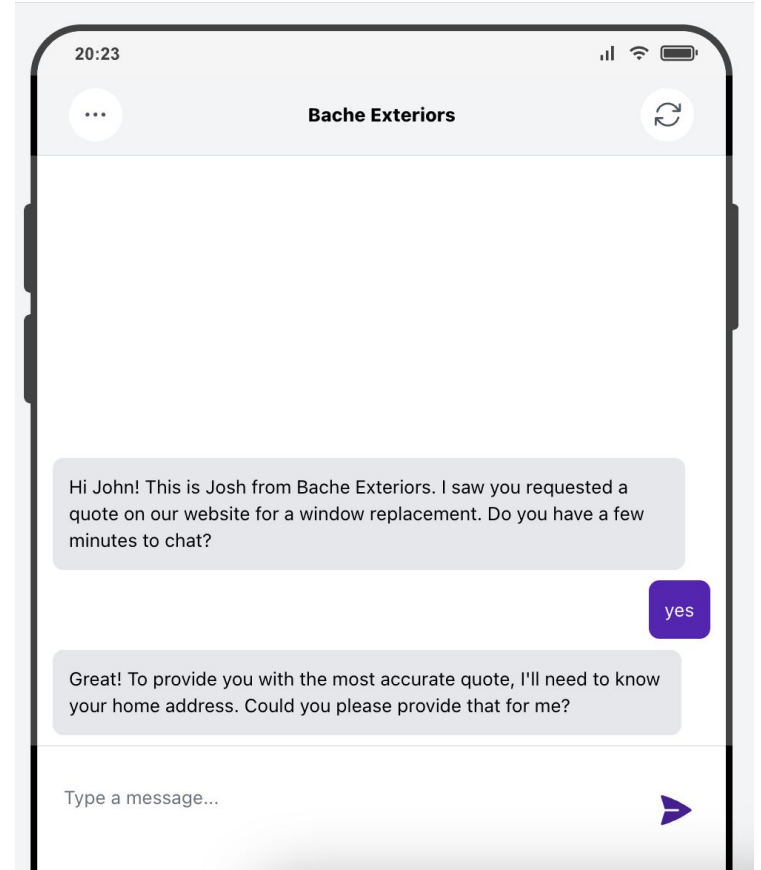 20:23
Bache Exteriors
Hi John! This is Josh from Bache Exteriors. I saw you requested a
quote on our website for a window replacement. Do you have a few
minutes to chat?
yes
Great! To provide you with the most accurate quote, I'll need to know
your home address. Could you please provide that for me?
Type a message...